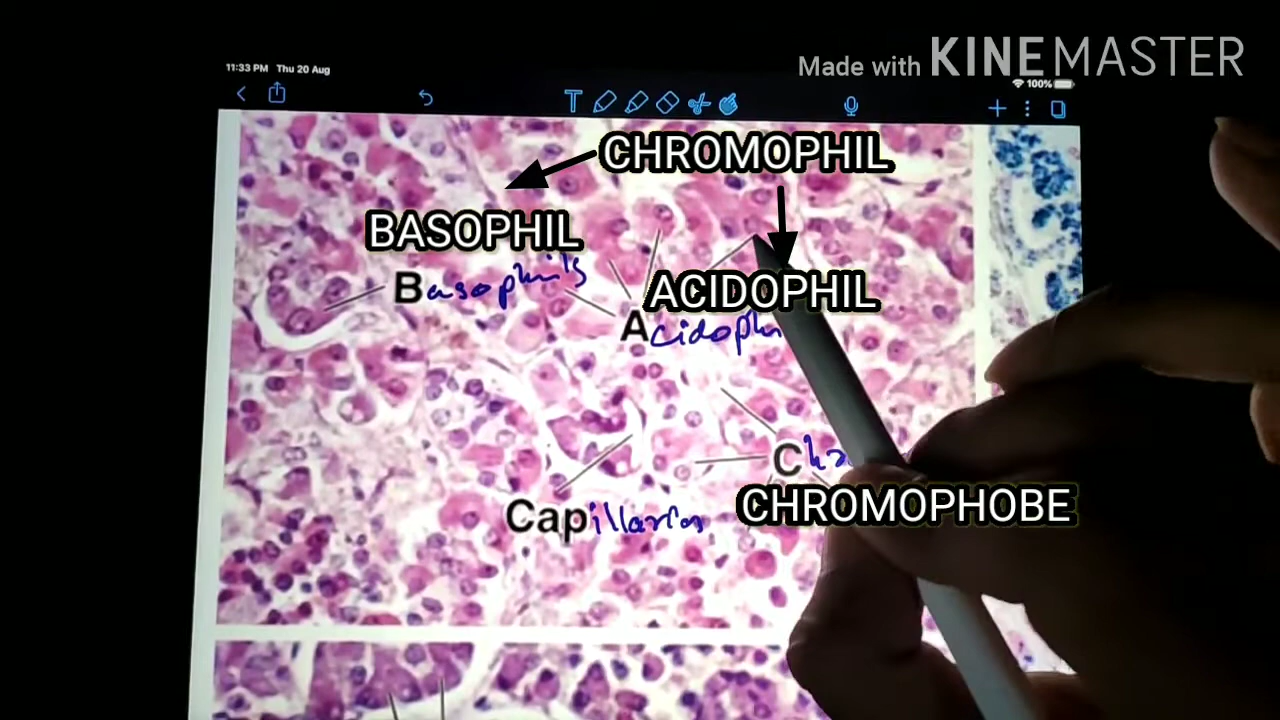 Made with KINEMASTER
11:33 PM Thu 20 Aug
100%
T
CHROMOPHIL
BASOPHIL
Basophils
ACIDOPHIL
Acidoph
C
CHROMOPHOBE
Capillaries